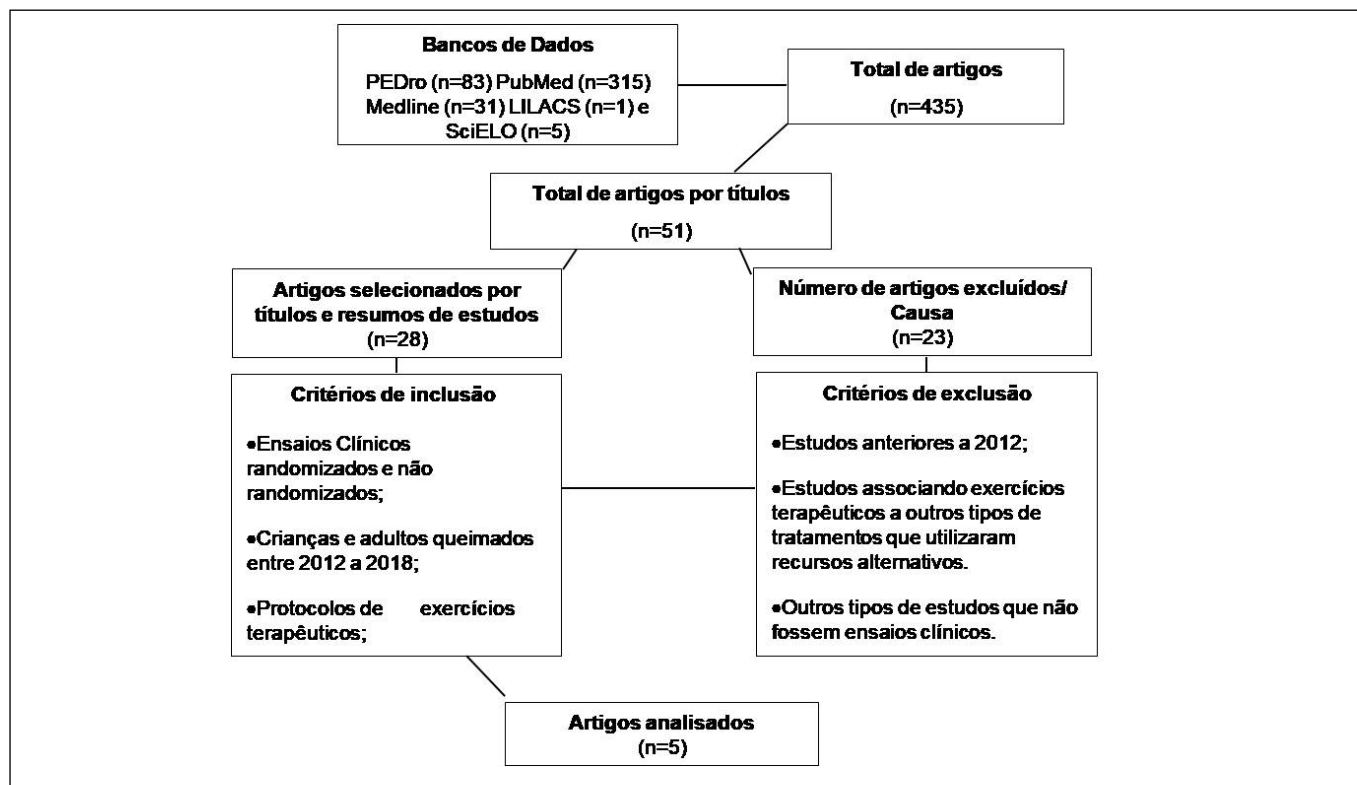 Bancos de Dados
PEDro (n=83) PubMed (n=315)
Medline (n=31) LILACS (n=1) e
SciELO (n=5)
Total de artigos
(n=435)
Total de artigos por títulos
(n=51)
Artigos selecionados por
títulos e resumos de estudos
(n=28)
Número de artigos excluídos/
Causa
(n=23)
Critérios de inclusão
•Ensaios Clínicos
randomizados e não
randomizados;
•Crianças e adultos queimados
entre 2012 a 2018;
•Protocolos de exercícios
terapêuticos;
Critérios de exclusão
•Estudos anteriores a 2012;
•Estudos associando exercícios
terapêuticos a outros tipos de
tratamentos que utilizaram
recursos alternativos.
•Outros tipos de estudos que não
fossem ensaios clínicos.
Artigos analisados
(n=5)